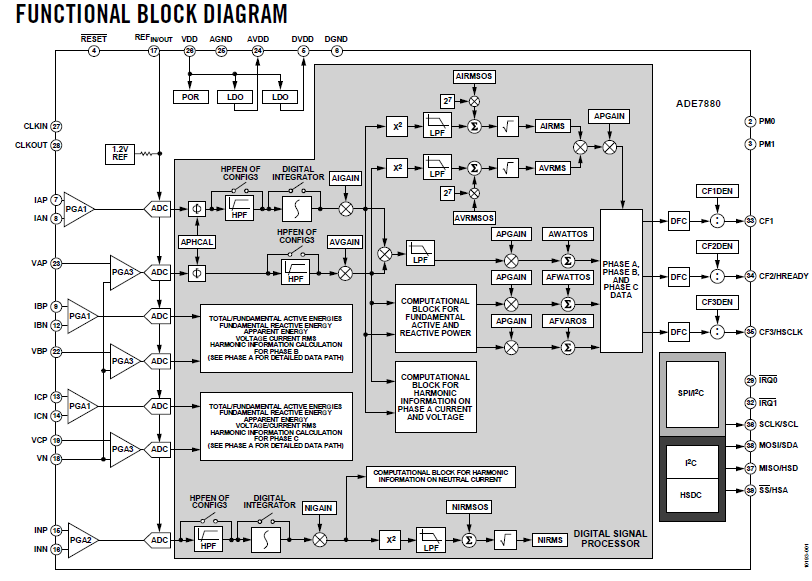 FUNCTIONAL BLOCK DIAGRAM
RESET
REFIN/OUT
VDD
AGND
AVDD
DVDD
DGND
4
17
26
25
24
5
6
POR
LDO
LDO
ADE7880
CLKIN 27
CLKOUT 28
1.2V
REF
AIRMSOS
2⁷
X²
LPF
Σ
√
AIRMS
APGAIN
X²
LPF
Σ
√
AVRMS
2⁷
AVRMSOS
2 PM0
3 PM1
HPFEN OF
CONFIG3
DIGITAL
INTEGRATOR
AIGAIN
IAP 7
IAN 8
PGA1
ADC
Φ
HPF
∫
APHCAL
HPFEN OF
CONFIG3
AVGAIN
VAP 23
PGA3
ADC
Φ
HPF
LPF
APGAIN
AWATTOS
Σ
APGAIN
AFWATTOS
Σ
APGAIN
AFVAROS
Σ
COMPUTATIONAL
BLOCK FOR
FUNDAMENTAL
ACTIVE AND
REACTIVE POWER
COMPUTATIONAL
BLOCK FOR
HARMONIC
INFORMATION ON
PHASE A CURRENT
AND VOLTAGE
PHASE A,
PHASE B,
AND
PHASE C
DATA
CF1DEN
DFC
:
33 CF1
CF2DEN
DFC
:
34 CF2/HREADY
CF3DEN
DFC
:
35 CF3/HSCLK
IBP 9
IBN 12
PGA1
ADC
VBP 22
PGA3
ADC
TOTAL/FUNDAMENTAL ACTIVE ENERGIES
FUNDAMENTAL REACTIVE ENERGY
APPARENT ENERGY
VOLTAGE CURRENT RMS
HARMONIC INFORMATION CALCULATION
FOR PHASE B
(SEE PHASE A FOR DETAILED DATA PATH)
ICP 13
ICN 14
PGA1
ADC
VCP 19
VN 18
PGA3
ADC
TOTAL/FUNDAMENTAL ACTIVE ENERGIES
FUNDAMENTAL REACTIVE ENERGY
APPARENT ENERGY
VOLTAGE/CURRENT RMS
HARMONIC INFORMATION CALCULATION
FOR PHASE C
(SEE PHASE A FOR DETAILED DATA PATH)
SPI/I²C
I²C
HSDC
29 IRQ0
32 IRQ1
36 SCLK/SCL
38 MOSI/SDA
37 MISO/HSD
39 SS/HSA
COMPUTATIONAL BLOCK FOR HARMONIC
INFORMATION ON NEUTRAL CURRENT
HPFEN OF
CONFIG3
DIGITAL
INTEGRATOR
NIGAIN
INP 15
INN 16
PGA2
ADC
HPF
∫
NIRMSOS
X²
LPF
Σ
√
NIRMS
DIGITAL SIGNAL
PROCESSOR